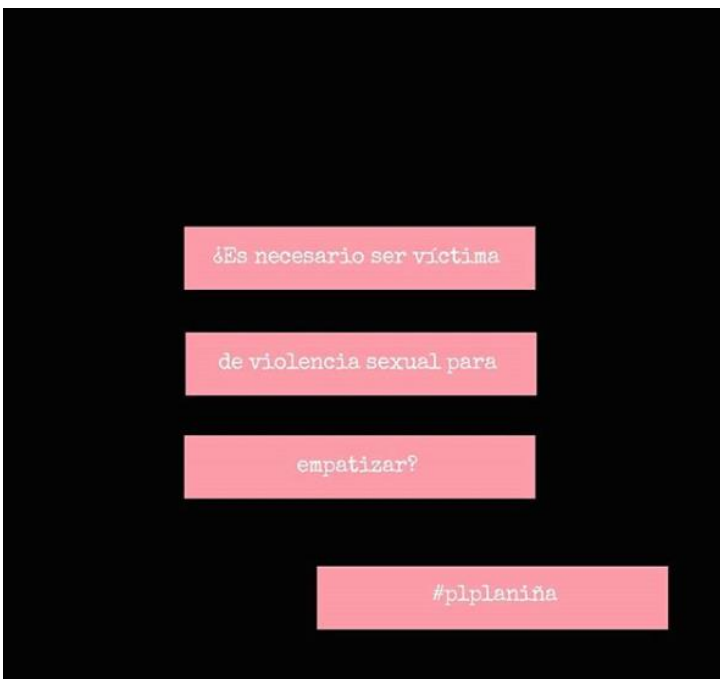 ¿Es necesario ser víctima
de violencia sexual para
empatizar?
#plplaniña